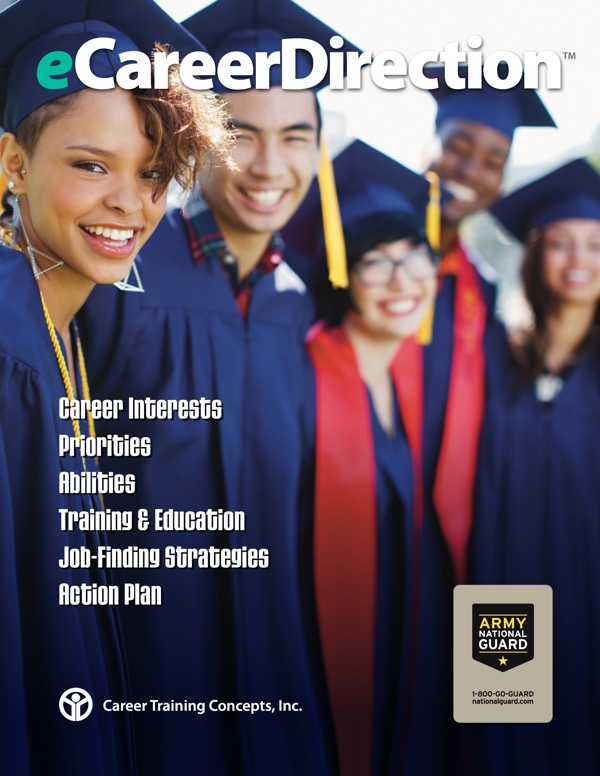 eCareerDirection™
Career Interests
Priorities
Abilities
Training & Education
Job-Finding Strategies
Action Plan
ARMY
NATIONAL
GUARD
1-800-GO-GUARD
nationalguard.com
Career Training Concepts, Inc.